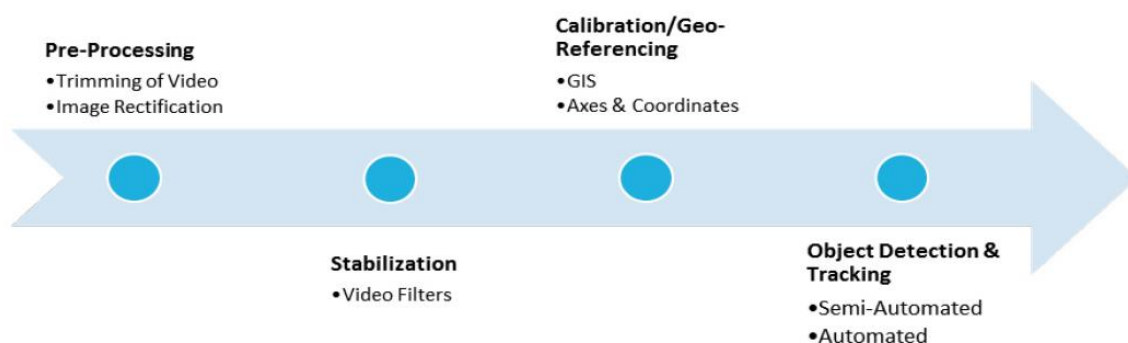 Pre-Processing
•Trimming of Video
•Image Rectification
Stabilization
•Video Filters
Calibration/Geo-
Referencing
•GIS
•Axes & Coordinates
Object Detection &
Tracking
•Semi-Automated
•Automated